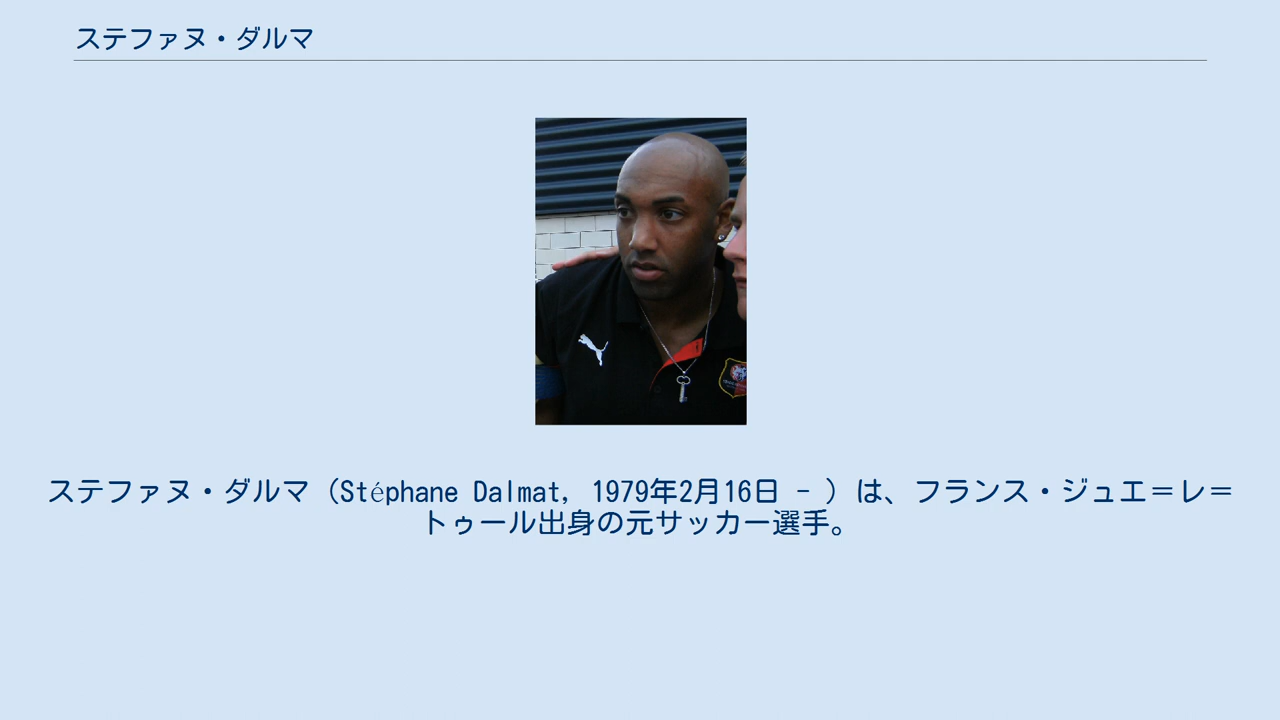 ステファヌ・ダルマ
ステファヌ・ダルマ（Stéphane Dalmat, 1979年2月16日 - ）は、フランス・ジュエ＝レ＝
トゥール出身の元サッカー選手。